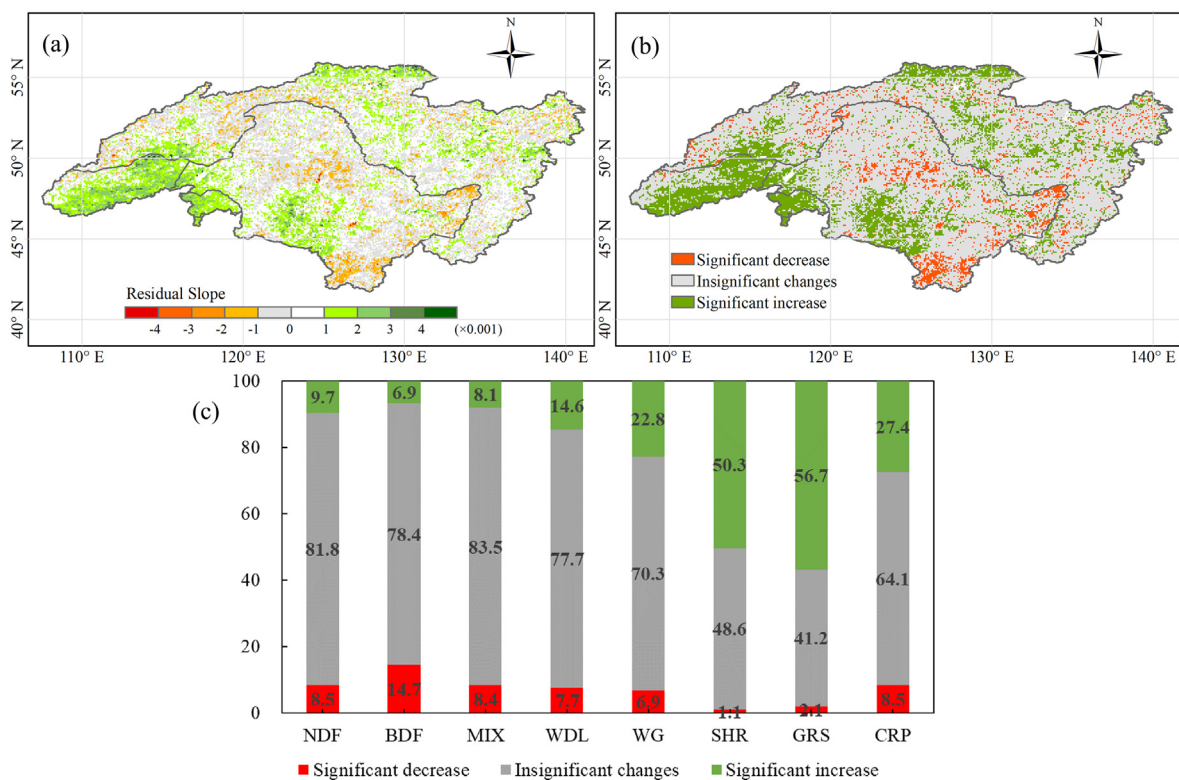 (a)
N
55° N
50° N
45° N
40° N
Residual Slope
-4 -3 -2 -1 0 1 2 3 4 (×0.001)
110° E 120° E 130° E 140° E
(b)
N
55° N
50° N
45° N
40° N
Significant decrease
Insignificant changes
Significant increase
110° E 120° E 130° E 140° E
(c)
100
80
60
40
20
0
9.7 6.9 8.1 14.6 22.8 50.3 56.7 27.4
81.8 78.4 83.5 77.7 70.3 48.6 41.2 64.1
8.5 14.7 8.4 7.7 6.9 1.1 2.1 8.5
NDF BDF MIX WDL WG SHR GRS CRP
Significant decrease Insignificant changes Significant increase